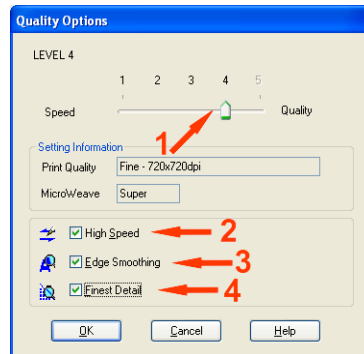 Quality Options
LEVEL 4
1 2 3 4 5
Speed Quality
1
Setting Information
Print Quality Fine - 720x720dpi
MicroWeave Super
High Speed 2
Edge Smoothing 3
Finest Detail 4
OK Cancel Help